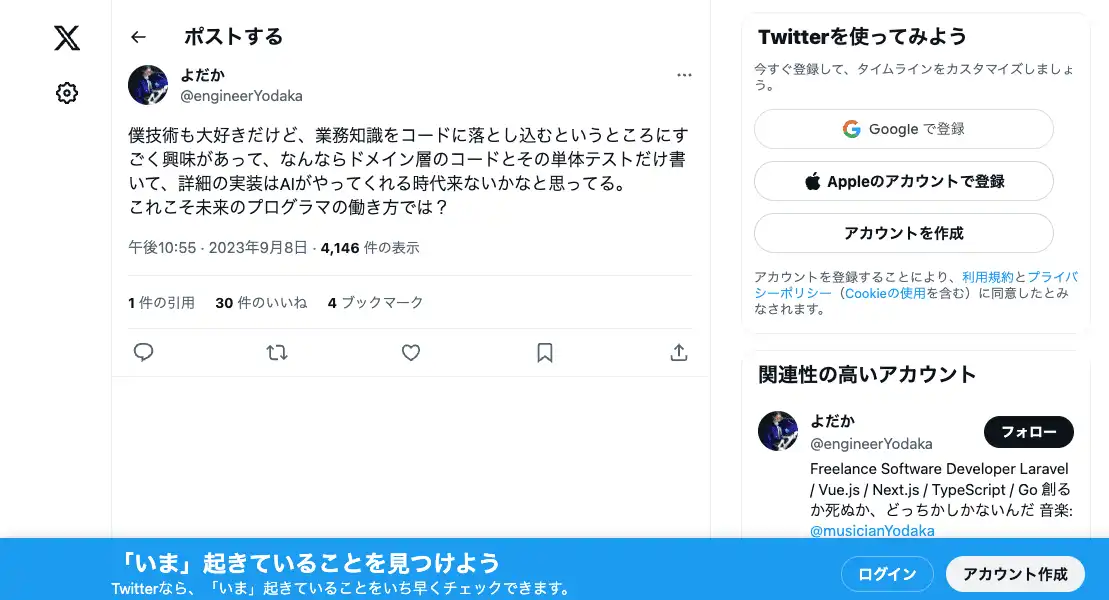 ポストする
よだか
@engineerYodaka
僕技術も大好きだけど、業務知識をコードに落とし込むというところにす
ごく興味があって、なんならドメイン層のコードとその単体テストだけ書
いて、詳細の実装はAIがやってくれる時代来ないかなと思ってる。
これこそ未来のプログラマの働き方では？
午後10:55 · 2023年9月8日 · 4,146 件の表示
1 件の引用 30 件のいいね 4 ブックマーク
Twitterを使ってみよう
今すぐ登録して、タイムラインをカスタマイズしましょ
う。
Google で登録
Appleのアカウントで登録
アカウントを作成
アカウントを登録することにより、利用規約とプライバ
シーポリシー（Cookieの使用を含む）に同意したとみ
なされます。
関連性の高いアカウント
よだか
@engineerYodaka
フォロー
Freelance Software Developer Laravel
/ Vue.js / Next.js / TypeScript / Go 創る
か死ぬか、どっちかしかないんだ 音楽:
@musicianYodaka
「いま」起きていることを見つけよう
Twitterなら、「いま」起きていることをいち早くチェックできます。
ログイン
アカウント作成